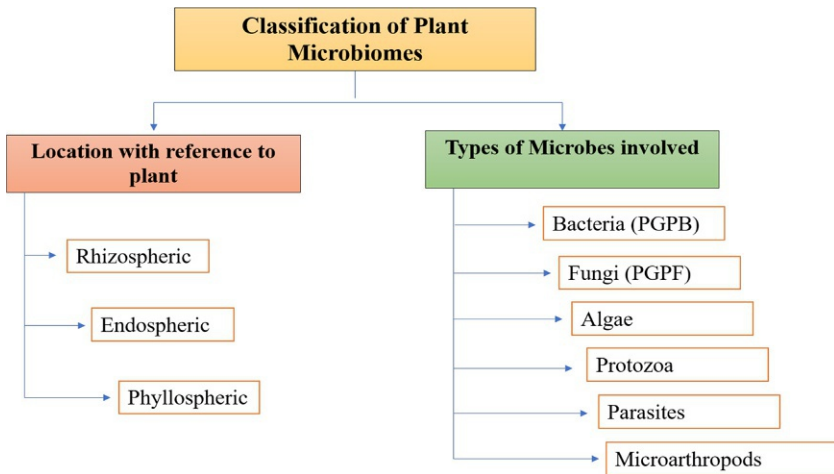 Classification of Plant
Microbiomes
Location with reference to
plant
Types of Microbes involved
Rhizospheric
Endospheric
Phyllospheric
Bacteria (PGPB)
Fungi (PGPF)
Algae
Protozoa
Parasites
Microarthropods